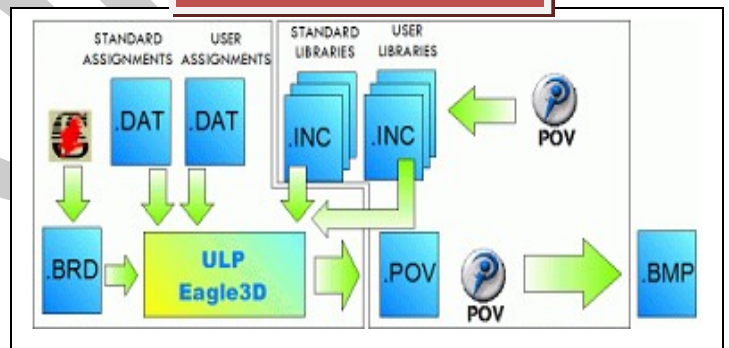 STANDARD ASSIGNMENTS
USER ASSIGNMENTS
STANDARD LIBRARIES
USER LIBRARIES
.DAT
.DAT
.INC
.INC
POV
.BRD
ULP
Eagle3D
.POV
POV
.BMP